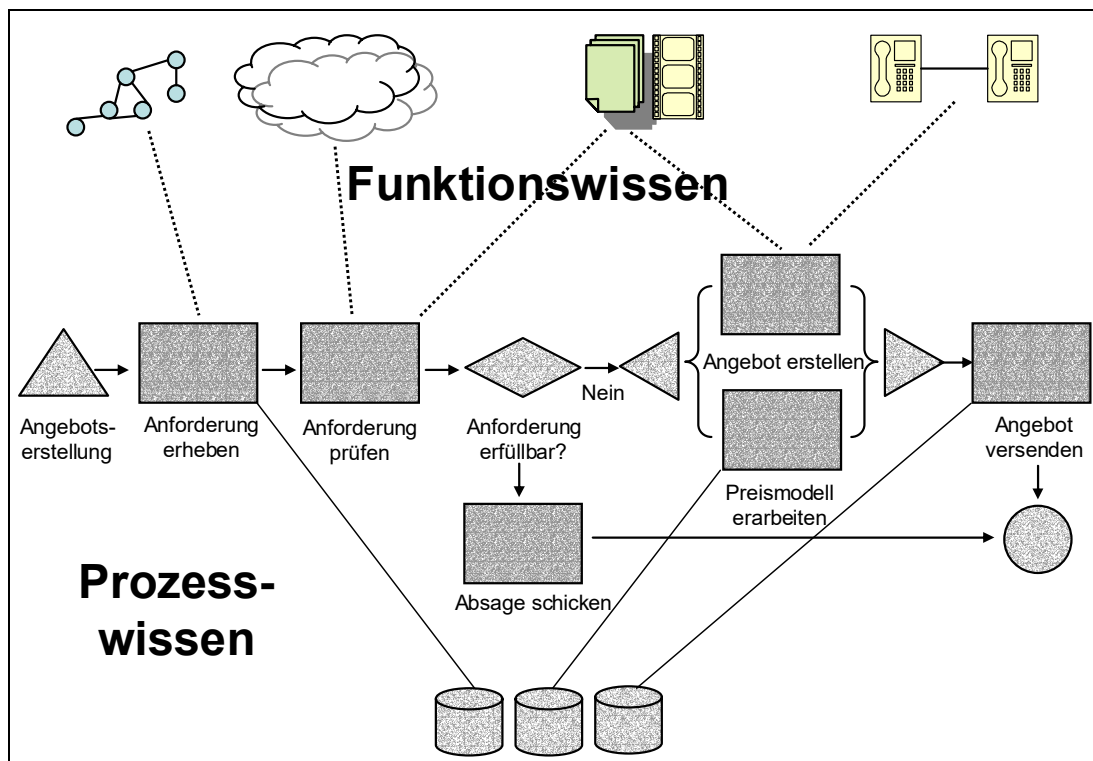 Funktionswissen
Angebots-
erstellung
Anforderung
erheben
Anforderung
prüfen
Anforderung
erfüllbar?
Nein
Angebot erstellen
Preismodell
erarbeiten
Angebot
versenden
Absage schicken
Prozess-
wissen